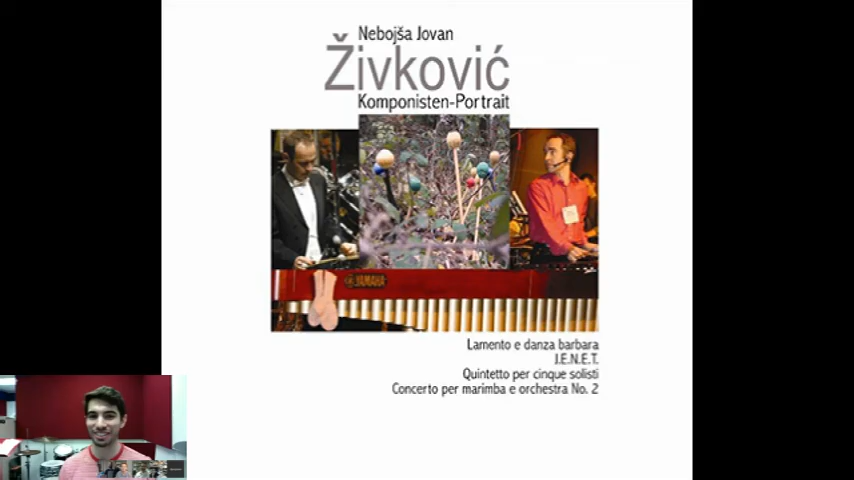 Nebojša Jovan
Živković
Komponisten-Portrait
YAMAHA
Lamento e danza barbara
J.E.N.E.T.
Quintetto per cinque solisti
Concerto per marimba e orchestra No. 2